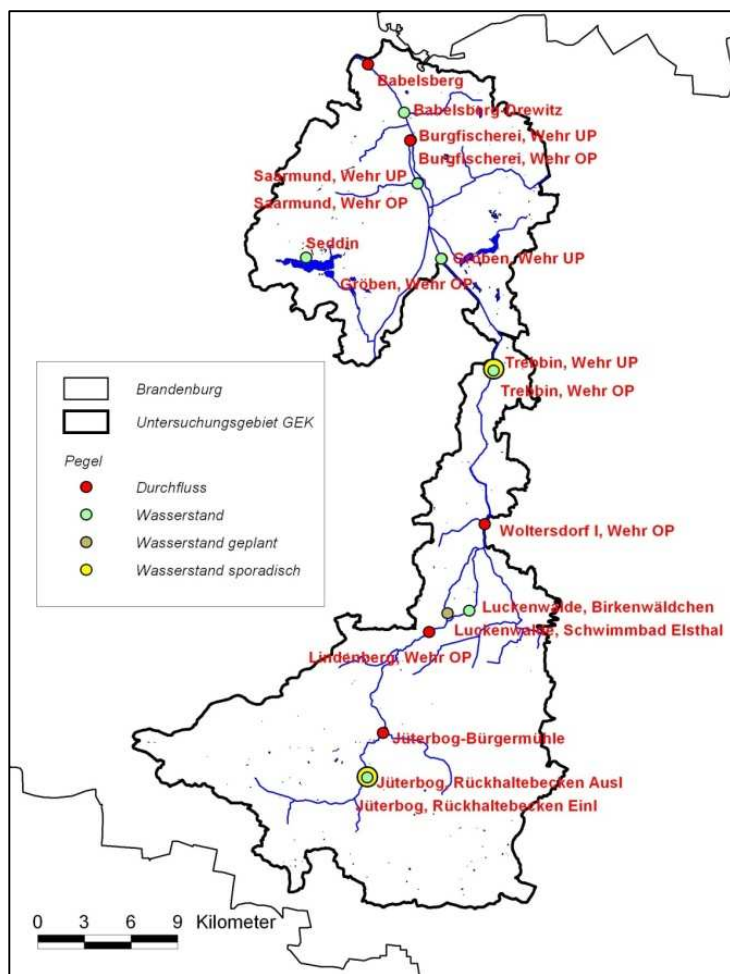 Babelsberg
Babelsberg Drewitz
Burgfischerei, Wehr UP
Burgfischerei, Wehr OP
Saarmund, Wehr UP
Saarmund, Wehr OP
Seddin
Gröben, Wehr UP
Gröben, Wehr OP
Trebbin, Wehr UP
Trebbin, Wehr OP
Brandenburg
Untersuchungsgebiet GEK
Pegel
Durchfluss
Wasserstand
Wasserstand geplant
Wasserstand sporadisch
Woltersdorf I, Wehr OP
Luckenwalde, Birkenwäldchen
Luckenwalde, Schwimmbad Elsthal
Lindenberg, Wehr OP
Jüterbog-Bürgermühle
Jüterbog, Rückhaltebecken Ausl
Jüterbog, Rückhaltebecken Einl
0 3 6 9 Kilometer